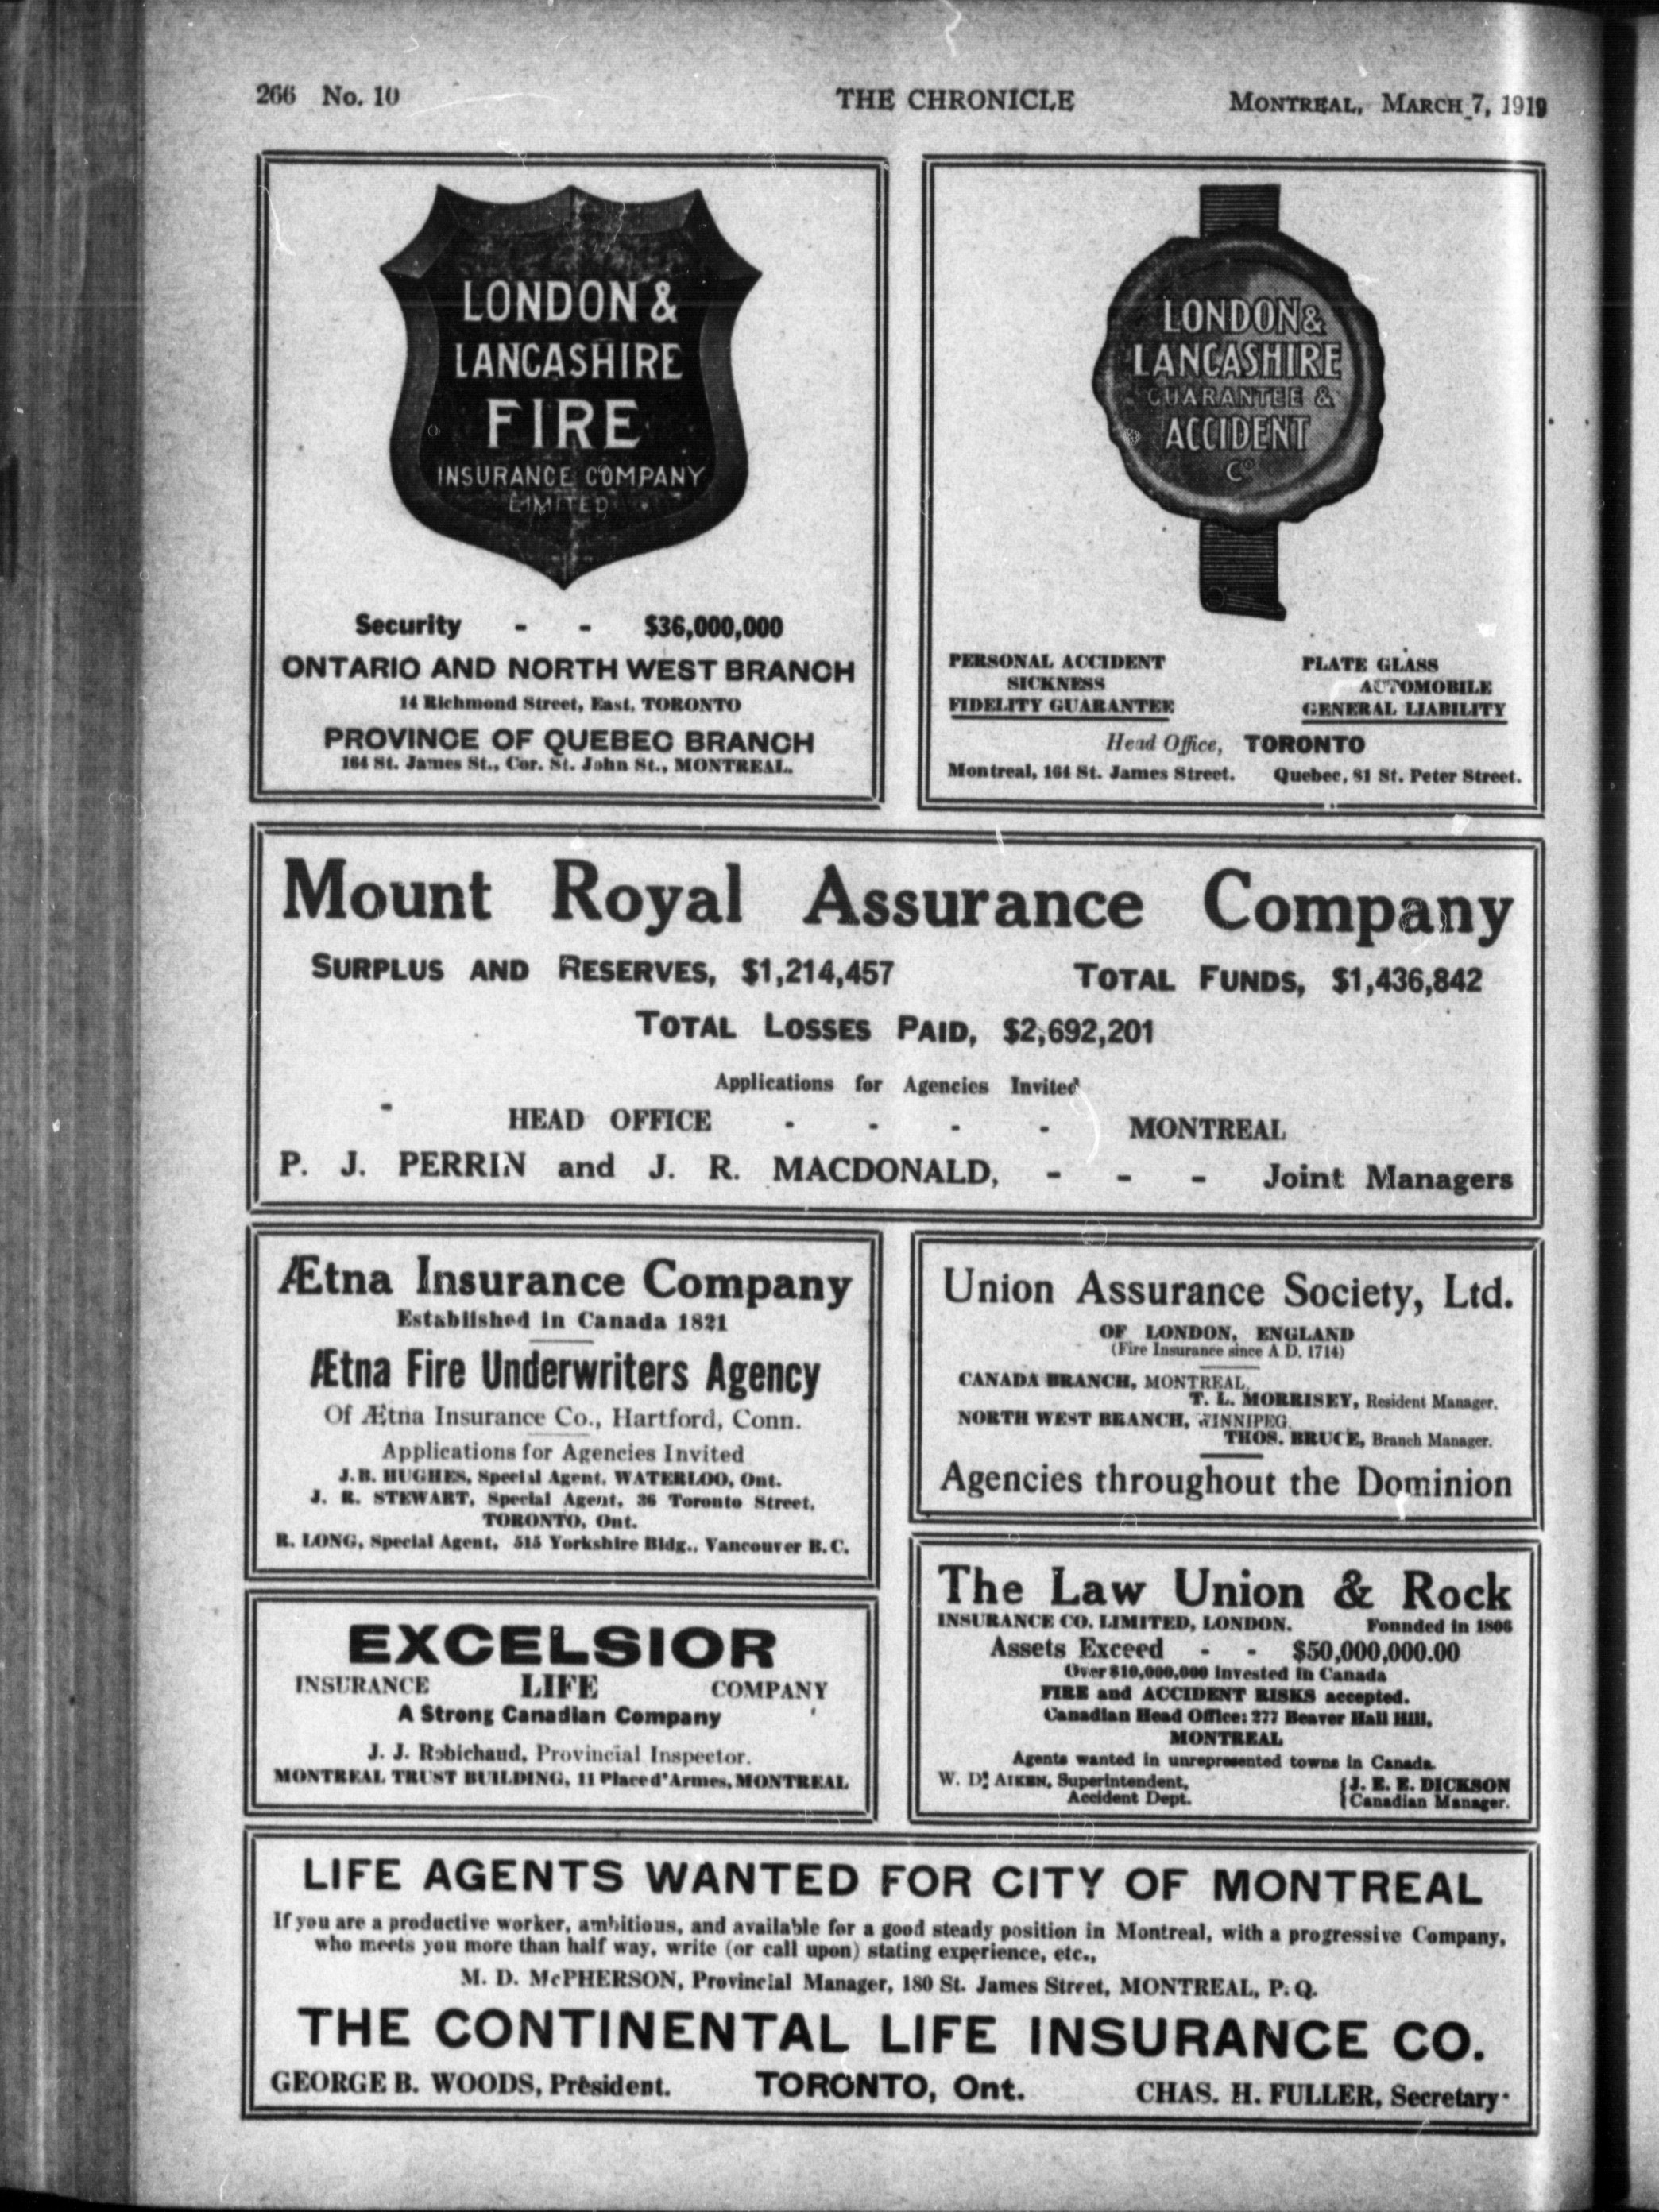 266 No. 10 THE CHRONICLE MONTREAL, MARCH 7, 1919
LONDON &
LANCASHIRE
FIRE
INSURANCE COMPANY
LIMITED
Security - - $36,000,000
ONTARIO AND NORTH WEST BRANCH
14 Richmond Street, East, TORONTO
PROVINCE OF QUEBEC BRANCH
164 St. James St., Cor. St. John St., MONTREAL.
LONDON &
LANCASHIRE
GUARANTEE &
ACCIDENT
Co
PERSONAL ACCIDENT PLATE GLASS
SICKNESS AUTOMOBILE
FIDELITY GUARANTEE GENERAL LIABILITY
Head Office, TORONTO
Montreal, 164 St. James Street. Quebec, 81 St. Peter Street.
Mount Royal Assurance Company
SURPLUS AND RESERVES, $1,214,457 TOTAL FUNDS, $1,436,842
TOTAL LOSSES PAID, $2,692,201
Applications for Agencies Invited
HEAD OFFICE - - - - MONTREAL
P. J. PERRIN and J. R. MACDONALD, - - - Joint Managers
Ætna Insurance Company
Established in Canada 1821
Ætna Fire Underwriters Agency
Of Ætna Insurance Co., Hartford, Conn.
Applications for Agencies Invited
J. B. HUGHES, Special Agent, WATERLOO, Ont.
J. R. STEWART, Special Agent, 36 Toronto Street,
TORONTO, Ont.
R. LONG, Special Agent, 515 Yorkshire Bldg., Vancouver B. C.
Union Assurance Society, Ltd.
OF LONDON, ENGLAND
(Fire Insurance since A.D. 1714)
CANADA BRANCH, MONTREAL,
T. L. MORRISEY, Resident Manager.
NORTH WEST BRANCH, WINNIPEG.
THOS. BRUCE, Branch Manager.
Agencies throughout the Dominion
EXCELSIOR
INSURANCE LIFE COMPANY
A Strong Canadian Company
J. J. Robichaud, Provincial Inspector.
MONTREAL TRUST BUILDING, 11 Place d'Armes, MONTREAL
The Law Union & Rock
INSURANCE CO. LIMITED, LONDON. Founded in 1806
Assets Exceed - - $50,000,000.00
Over $10,000,000 Invested in Canada
FIRE and ACCIDENT RISKS accepted.
Canadian Head Office: 277 Beaver Hall Hill,
MONTREAL
Agents wanted in unrepresented towns in Canada.
W. D. AIKEN, Superintendent, J. E. E. DICKSON
Accident Dept. Canadian Manager.
LIFE AGENTS WANTED FOR CITY OF MONTREAL
If you are a productive worker, ambitious, and available for a good steady position in Montreal, with a progressive Company,
who meets you more than half way, write (or call upon) stating experience, etc.,
M. D. McPHERSON, Provincial Manager, 180 St. James Street, MONTREAL, P. Q.
THE CONTINENTAL LIFE INSURANCE CO.
GEORGE B. WOODS, President. TORONTO, Ont. CHAS. H. FULLER, Secretary.